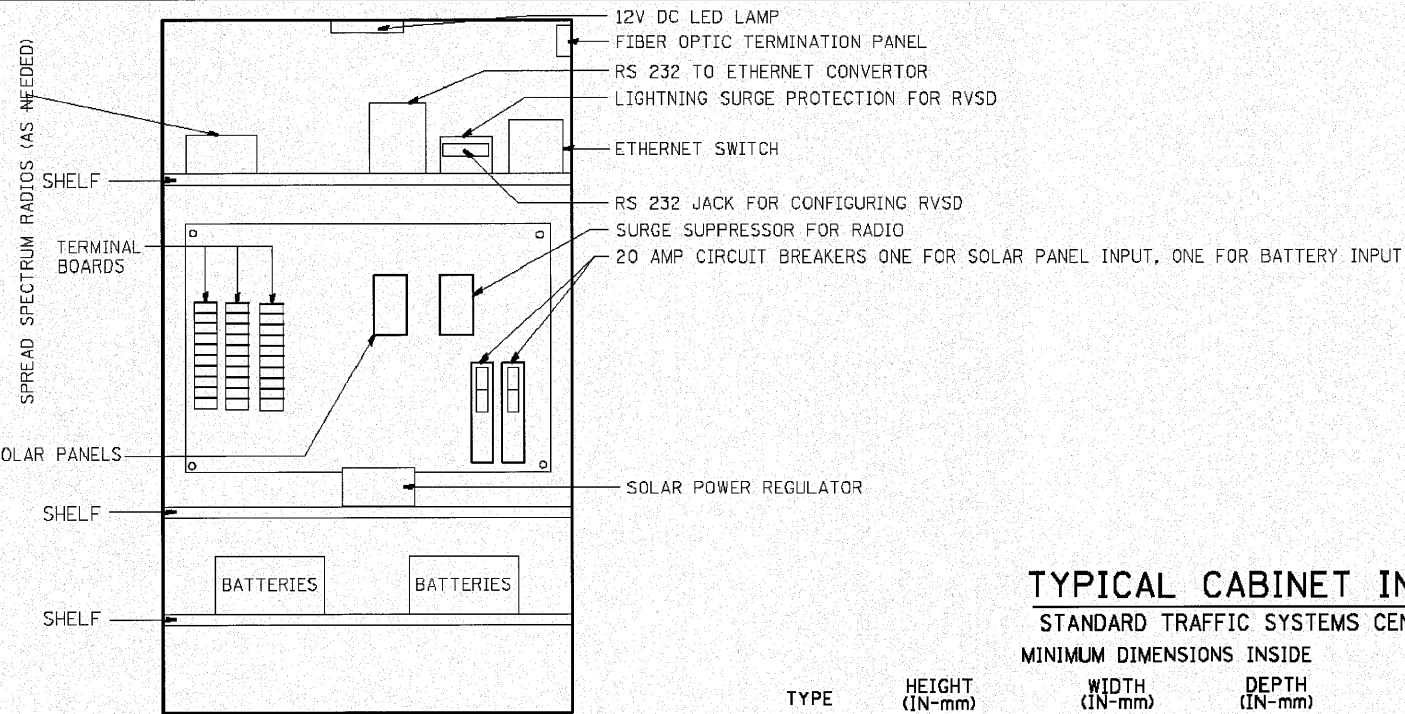 12V DC LED LAMP
FIBER OPTIC TERMINATION PANEL
RS 232 TO ETHERNET CONVERTOR
LIGHTNING SURGE PROTECTION FOR RVSD
ETHERNET SWITCH
RS 232 JACK FOR CONFIGURING RVSD
SURGE SUPPRESSOR FOR RADIO
20 AMP CIRCUIT BREAKERS ONE FOR SOLAR PANEL INPUT, ONE FOR BATTERY INPUT
SPREAD SPECTRUM RADIOS (AS NEEDED)
SHELF
TERMINAL
BOARDS
OLAR PANELS
SOLAR POWER REGULATOR
SHELF
BATTERIES
BATTERIES
SHELF
TYPICAL CABINET IN
STANDARD TRAFFIC SYSTEMS CEN
MINIMUM DIMENSIONS INSIDE
TYPE HEIGHT WIDTH DEPTH
(IN-mm) (IN-mm) (IN-mm)